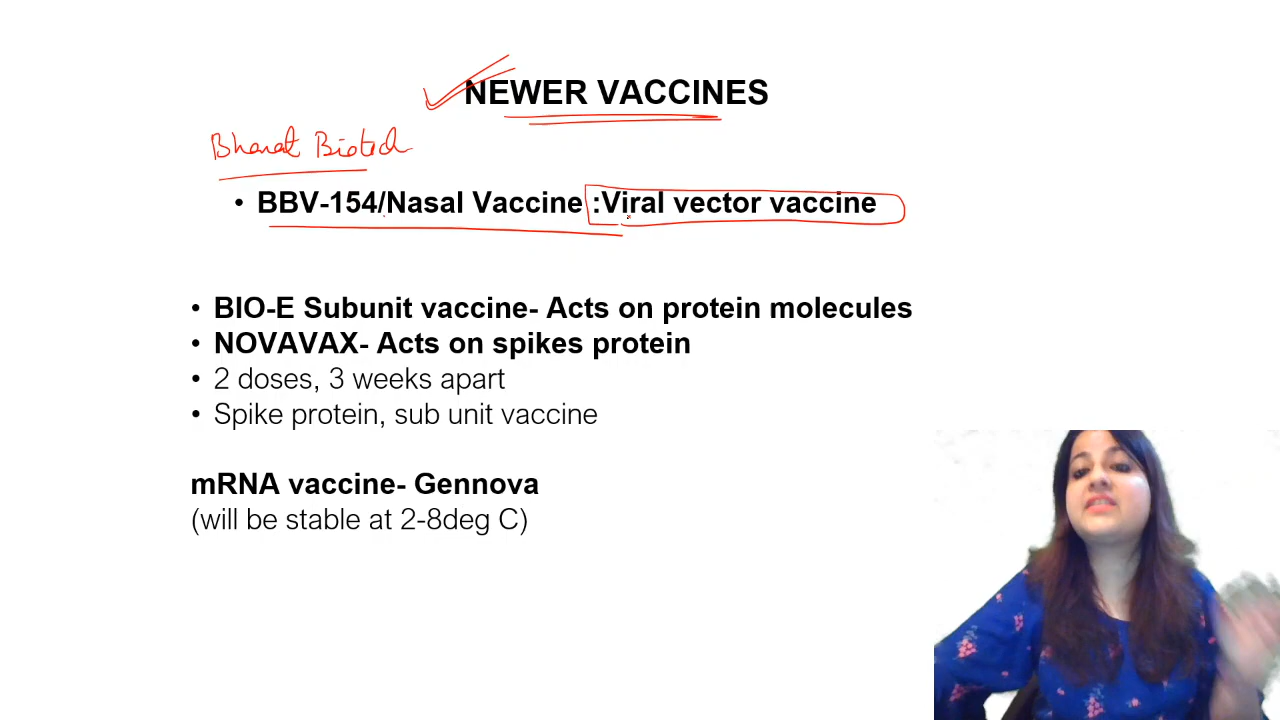 NEWER VACCINES
Bharat Biotech
• BBV-154/Nasal Vaccine :Viral vector vaccine
• BIO-E Subunit vaccine- Acts on protein molecules
• NOVAVAX- Acts on spikes protein
• 2 doses, 3 weeks apart
• Spike protein, sub unit vaccine
mRNA vaccine- Gennova
(will be stable at 2-8deg C)